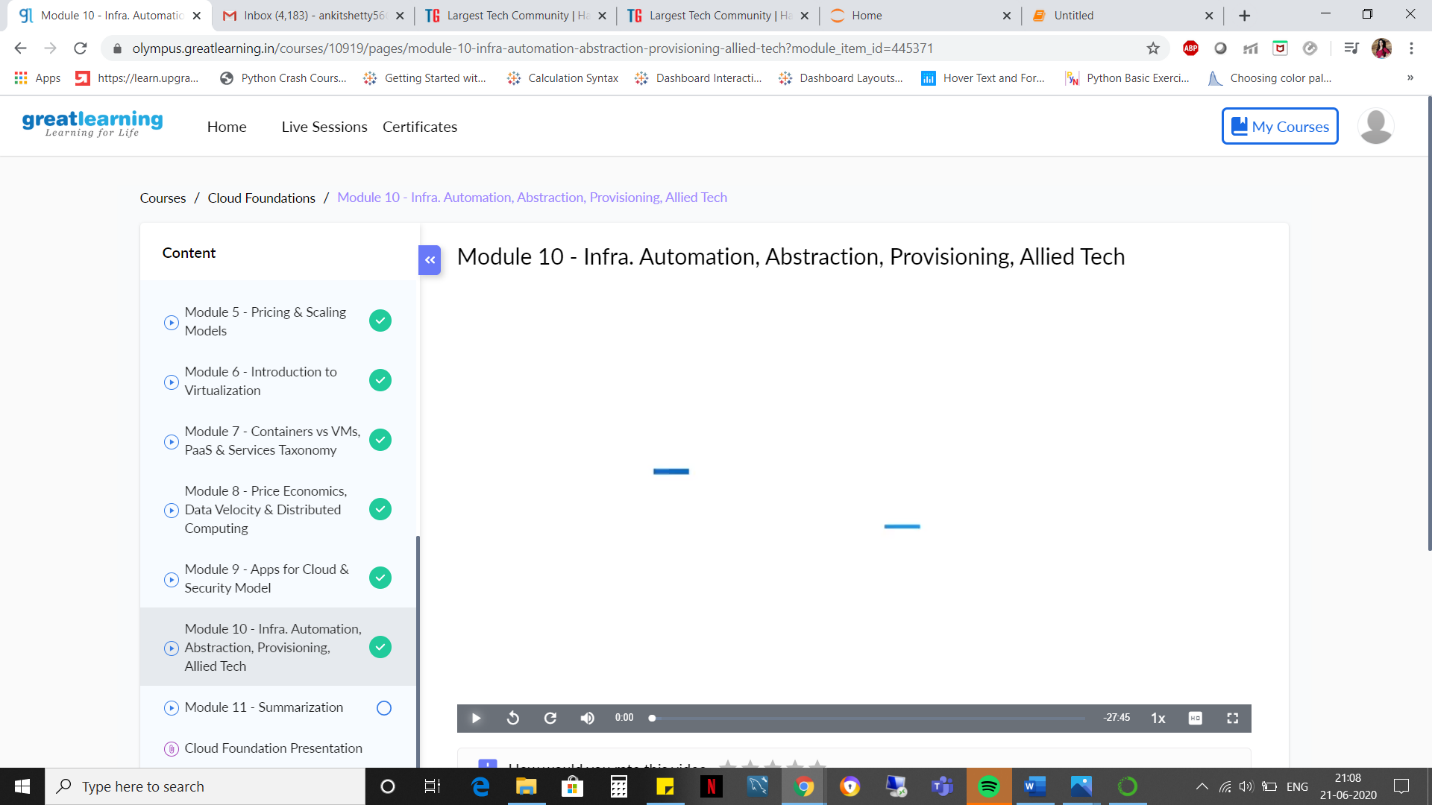 Module 10 - Infra. Automatic
Inbox (4,183) - ankitshetty56
Largest Tech Community | Ha
Largest Tech Community | Ha
Home
Untitled
olympus.greatlearning.in/courses/10919/pages/module-10-infra-automation-abstraction-provisioning-allied-tech?module_item_id=445371
Apps
https://learn.upgra...
Python Crash Cours...
Getting Started wit...
Calculation Syntax
Dashboard Interacti...
Dashboard Layouts...
Hover Text and For...
Python Basic Exerci...
Choosing color pal...
»
greatlearning
Learning for Life
Home
Live Sessions
Certificates
My Courses
Courses / Cloud Foundations / Module 10 - Infra. Automation, Abstraction, Provisioning, Allied Tech
Content
Module 5 - Pricing & Scaling
Models
Module 6 - Introduction to
Virtualization
Module 7 - Containers vs VMs,
PaaS & Services Taxonomy
Module 8 - Price Economics,
Data Velocity & Distributed
Computing
Module 9 - Apps for Cloud &
Security Model
Module 10 - Infra. Automation,
Abstraction, Provisioning,
Allied Tech
Module 11 - Summarization
Cloud Foundation Presentation
Module 10 - Infra. Automation, Abstraction, Provisioning, Allied Tech
0:00
-27:45
1x
HD
How would you rate this video
Type here to search
ENG
21:08
21-06-2020